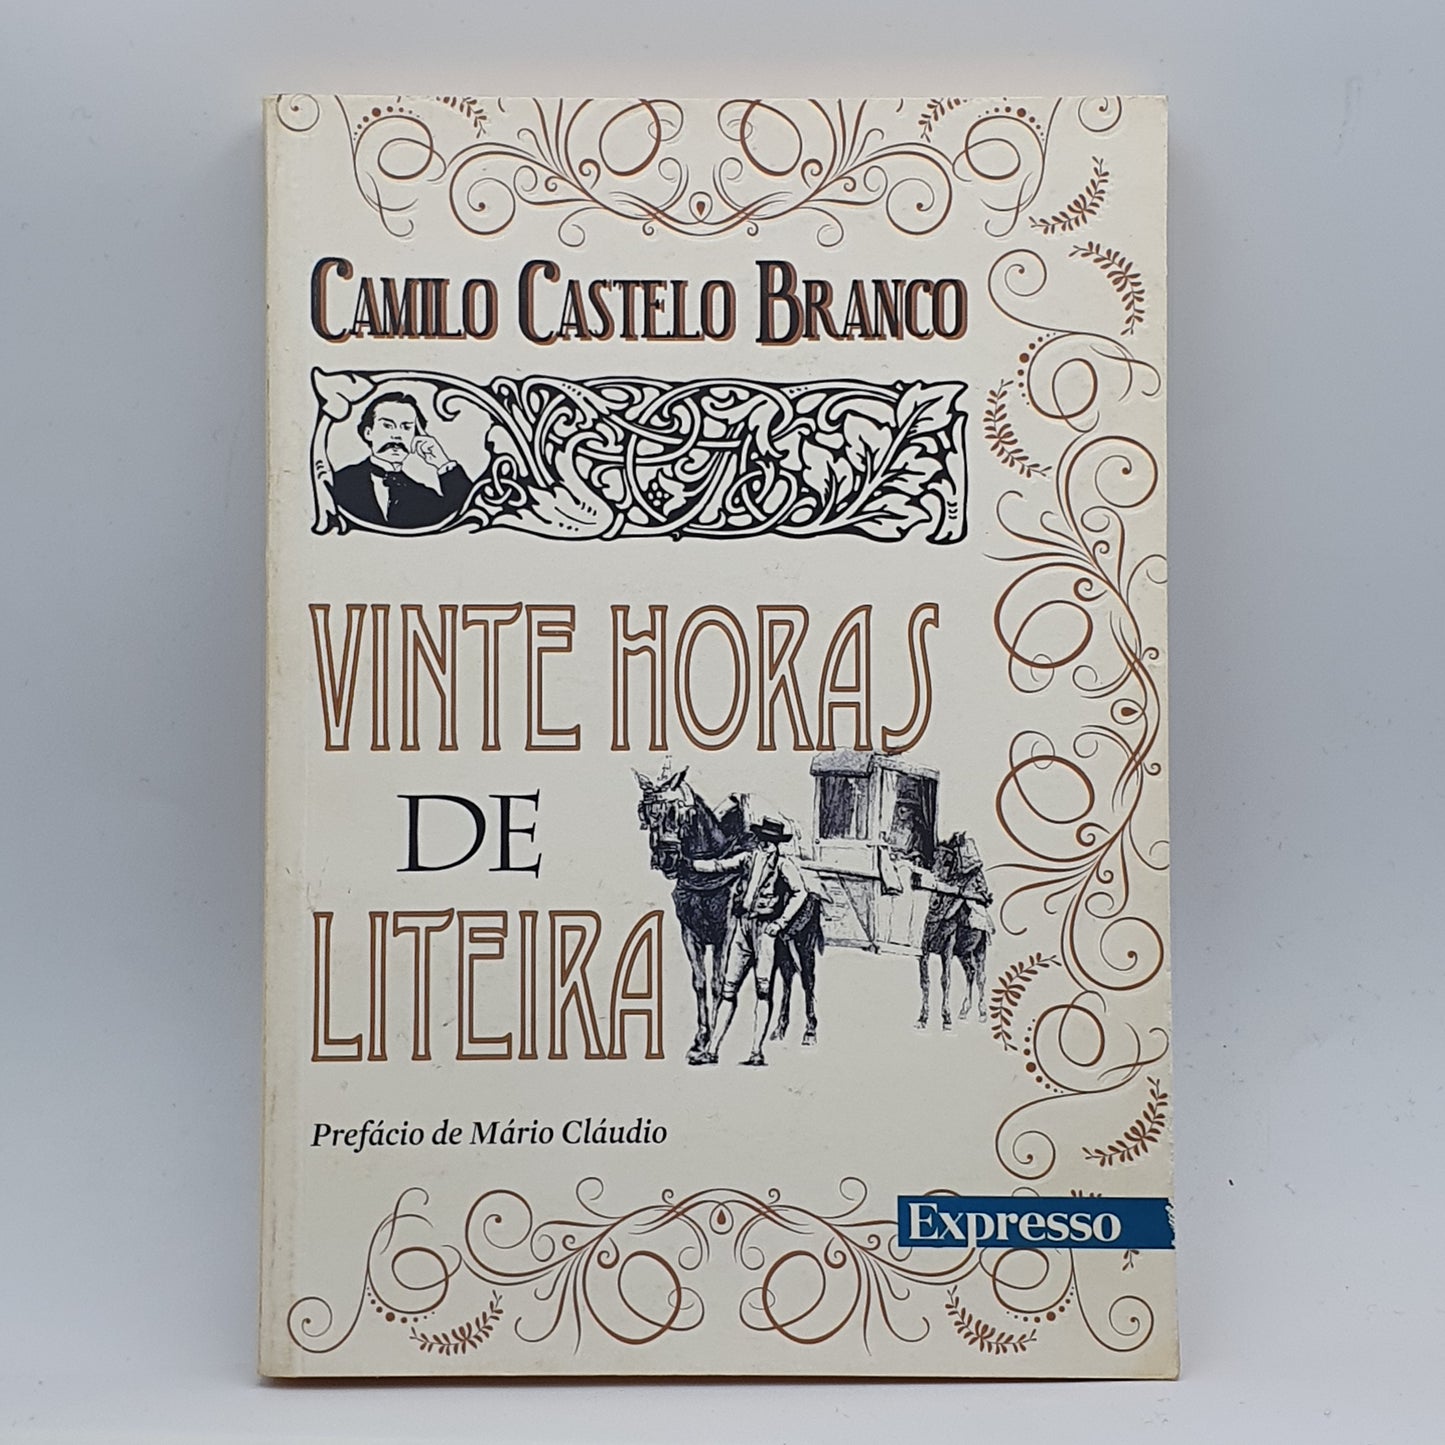 CAMILO CASTELO BRANCO
VINTE HORAS
DE
LITEIRA
Prefácio de Mário Cláudio
Expresso